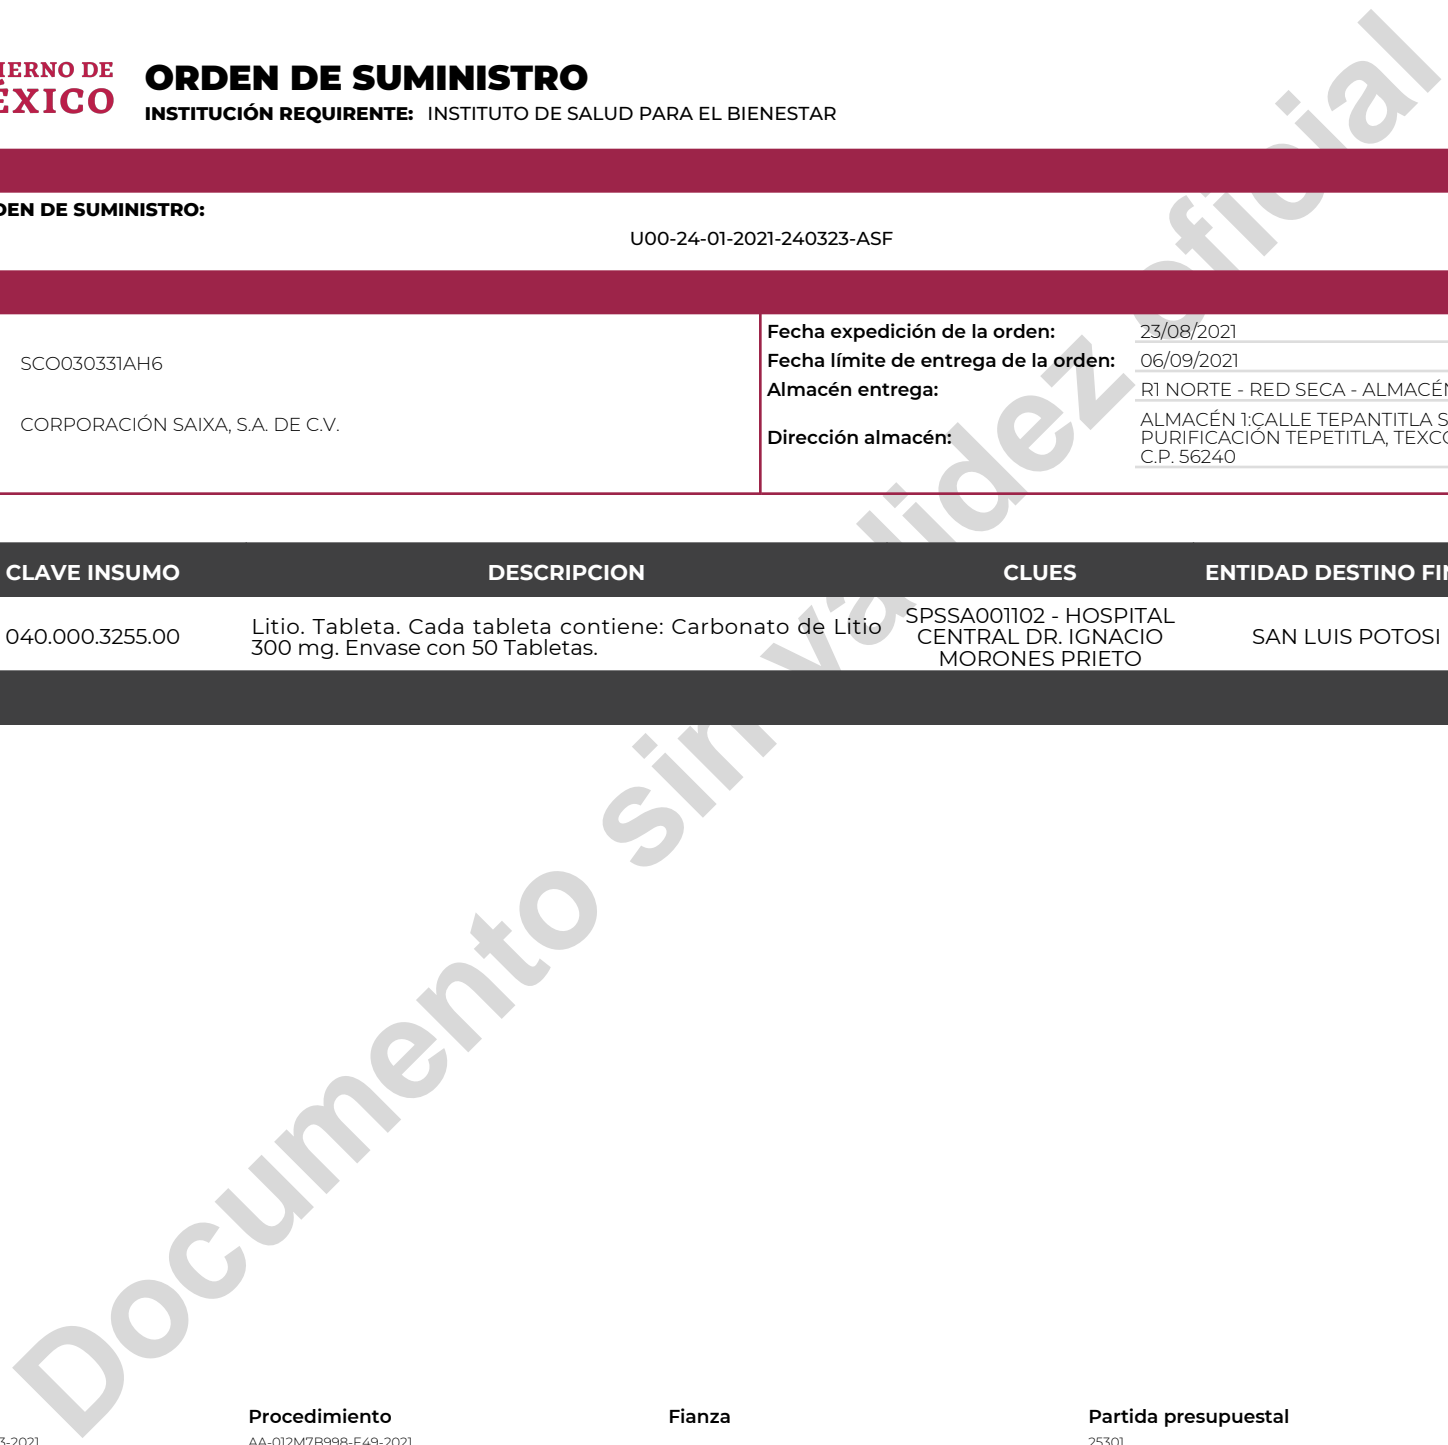 IERNO DE
ÉXICO
ORDEN DE SUMINISTRO
INSTITUCIÓN REQUIRENTE: INSTITUTO DE SALUD PARA EL BIENESTAR
DEN DE SUMINISTRO:
U00-24-01-2021-240323-ASF
SCO030331AH6
CORPORACIÓN SAIXA, S.A. DE C.V.
Fecha expedición de la orden: 23/08/2021
Fecha límite de entrega de la orden: 06/09/2021
Almacén entrega: R1 NORTE - RED SECA - ALMACÉN
Dirección almacén: ALMACÉN 1:CALLE TEPANTITLA S
PURIFICACIÓN TEPETITLA, TEXCO
C.P. 56240
CLAVE INSUMO DESCRIPCION CLUES ENTIDAD DESTINO FIN
040.000.3255.00
Litio. Tableta. Cada tableta contiene: Carbonato de Litio
300 mg. Envase con 50 Tabletas.
SPSSA001102 - HOSPITAL
CENTRAL DR. IGNACIO
MORONES PRIETO
SAN LUIS POTOSI
Documento sin validez oficial
Procedimiento Fianza Partida presupuestal
3-2021 AA-012M7B998-E49-2021 25301